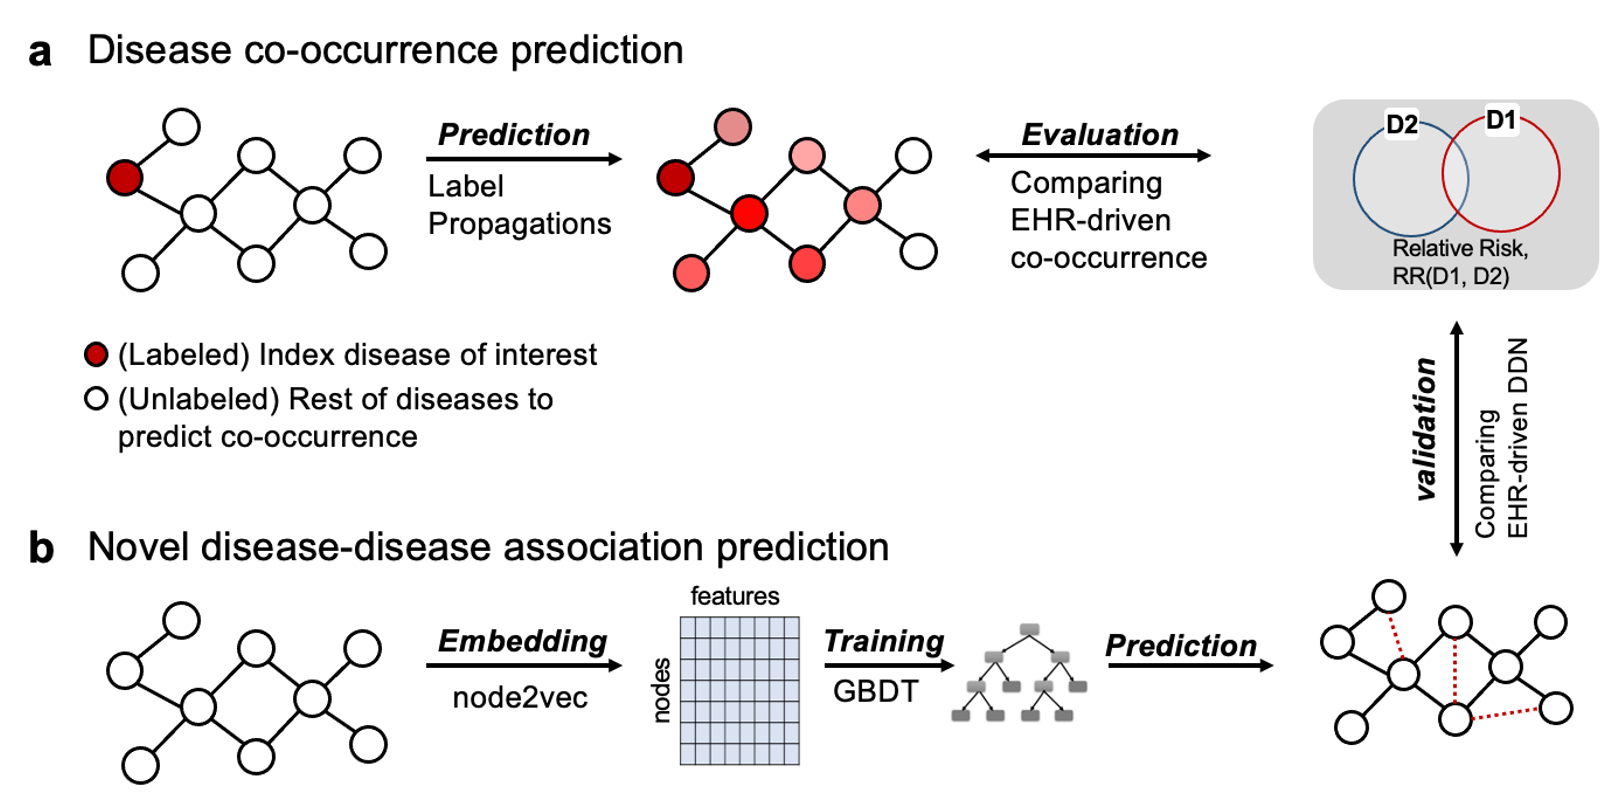 a Disease co-occurrence prediction
Prediction
Label
Propagations
Evaluation
Comparing
EHR-driven
co-occurrence
D2
D1
Relative Risk,
RR(D1, D2)
(Labeled) Index disease of interest
(Unlabeled) Rest of diseases to
predict co-occurrence
validation
Comparing
EHR-driven DDN
b Novel disease-disease association prediction
Embedding
node2vec
features
nodes
Training
GBDT
Prediction